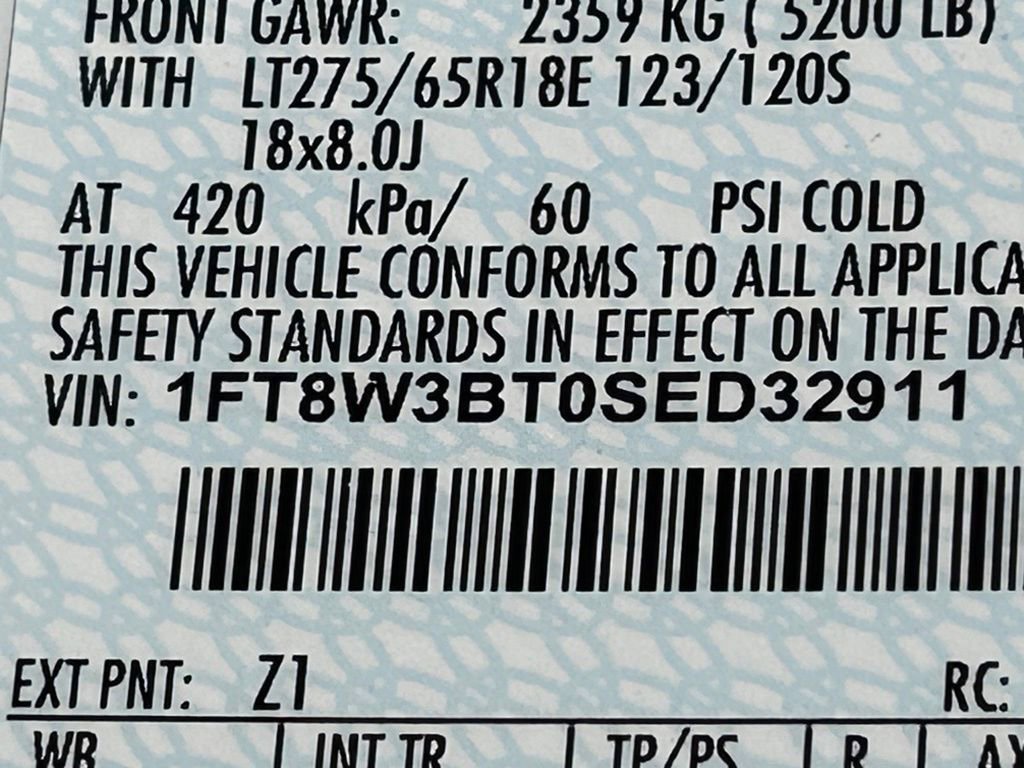 FRONT GAWR: 2359 KG ( 5200 LB)
WITH LT275/65R18E 123/120S
18x8.0J
AT 420 kPa/ 60 PSI COLD
THIS VEHICLE CONFORMS TO ALL APPLICA
SAFETY STANDARDS IN EFFECT ON THE DA
VIN: 1FT8W3BT0SED32911
EXT PNT: Z1 RC:
WB INT TR TP/PS R AX